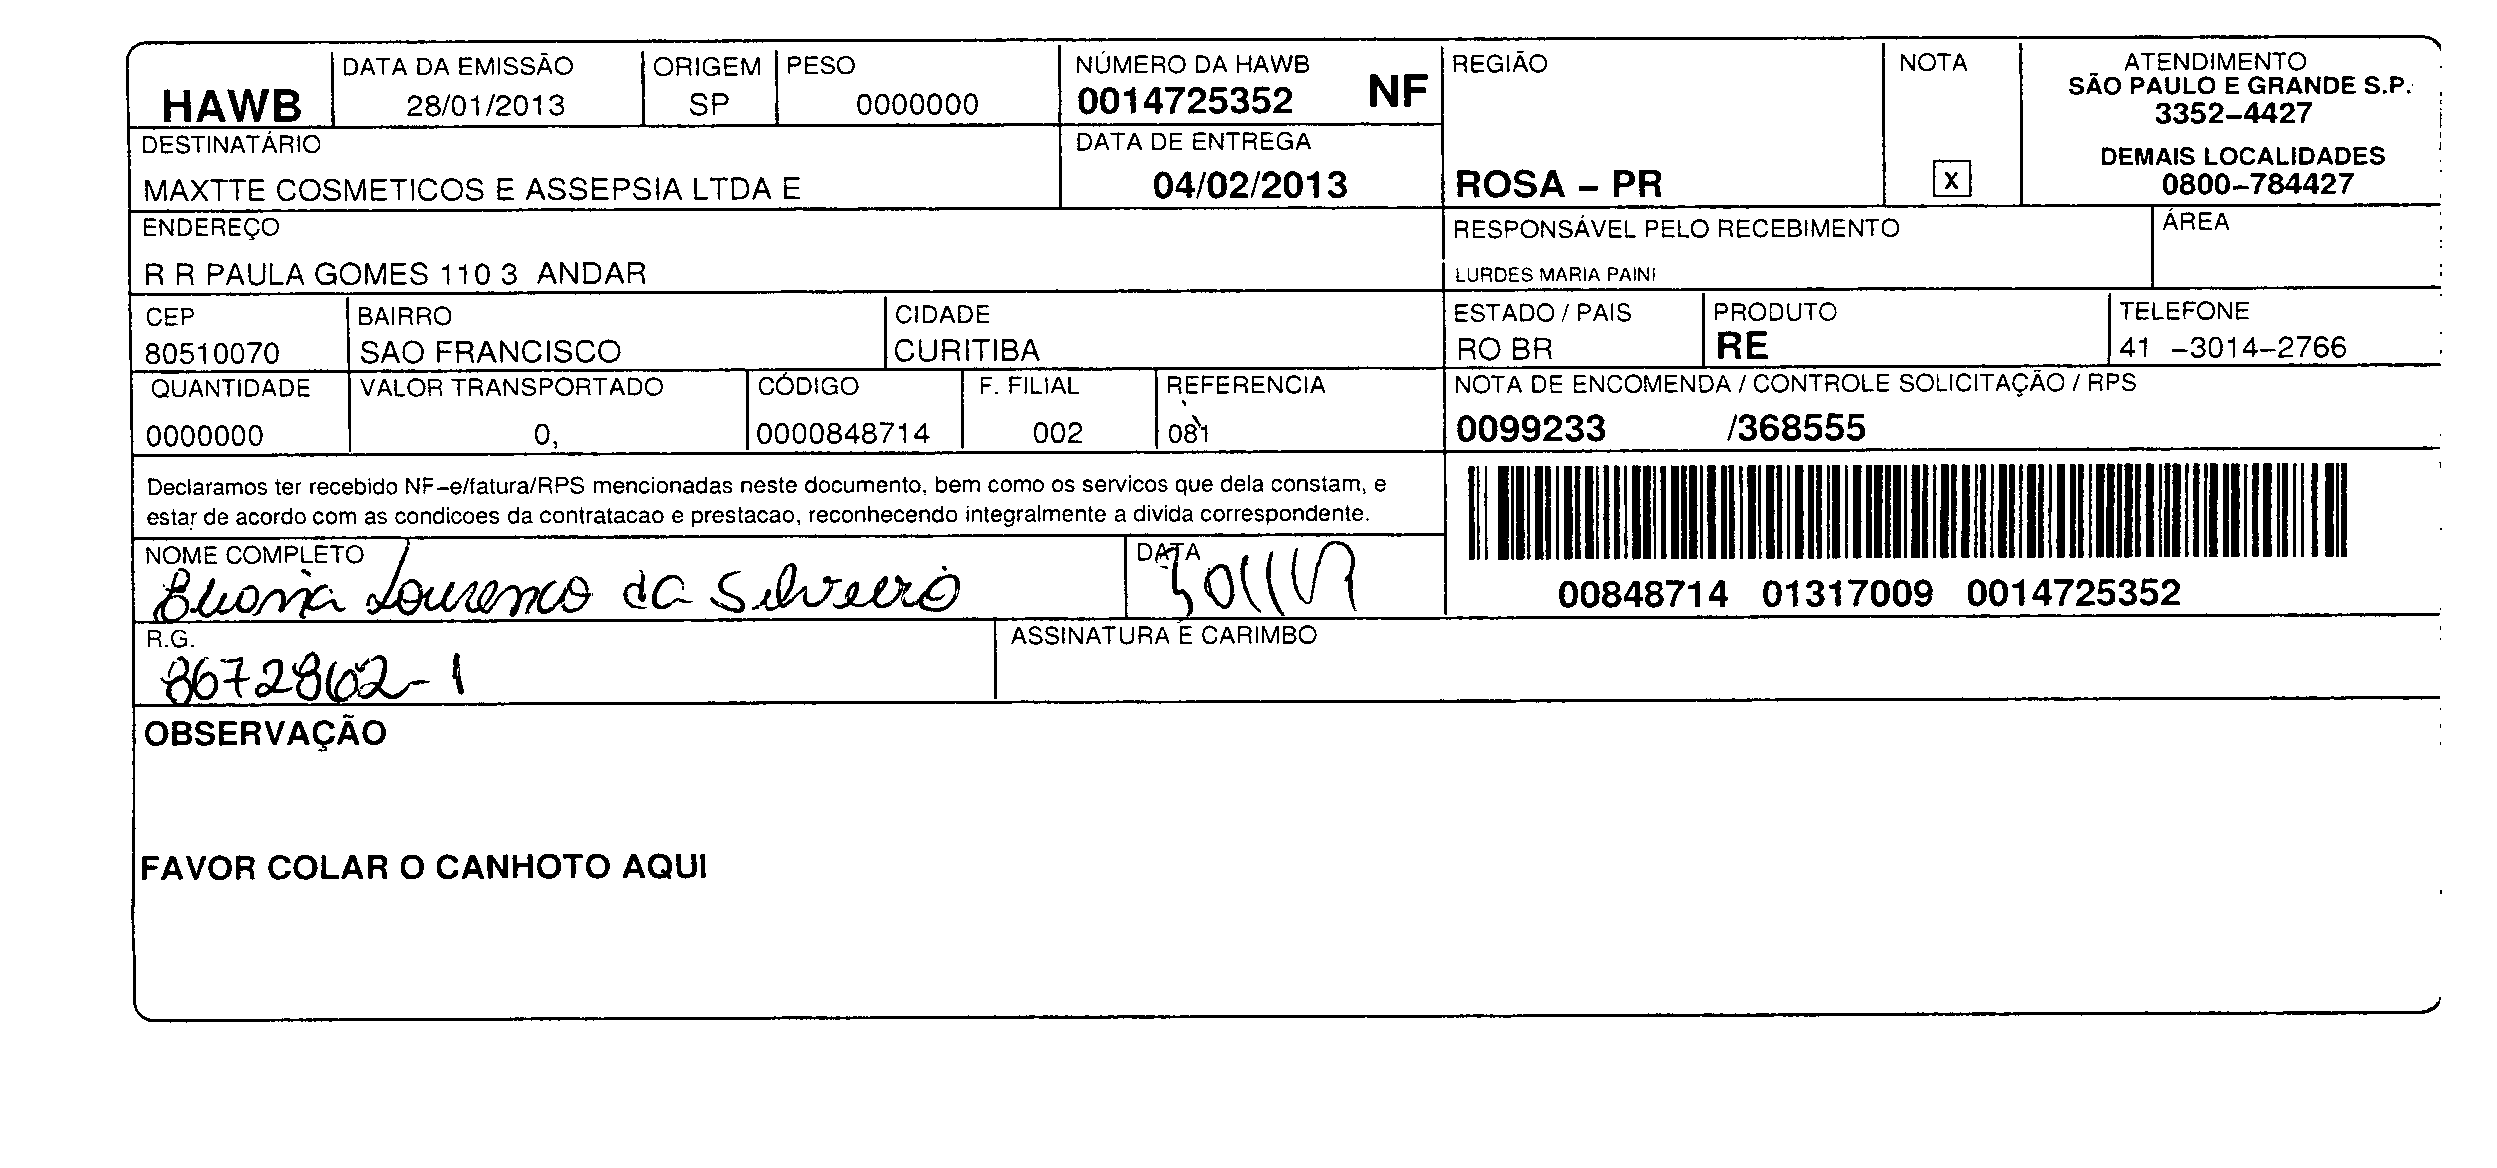 HAWB
DATA DA EMISSÃO
28/01/2013
ORIGEM
SP
PESO
0000000
NÚMERO DA HAWB
0014725352 NF
REGIÃO
ROSA – PR
NOTA
X
ATENDIMENTO
SÃO PAULO E GRANDE S.P.
3352–4427
DEMAIS LOCALIDADES
0800–784427
DESTINATÁRIO
MAXTTE COSMETICOS E ASSEPSIA LTDA E
DATA DE ENTREGA
04/02/2013
ENDEREÇO
R R PAULA GOMES 110 3 ANDAR
RESPONSÁVEL PELO RECEBIMENTO
LURDES MARIA PAINI
ÁREA
CEP
80510070
BAIRRO
SAO FRANCISCO
CIDADE
CURITIBA
ESTADO / PAIS
RO BR
PRODUTO
RE
TELEFONE
41 –3014–2766
QUANTIDADE
0000000
VALOR TRANSPORTADO
0,
CÓDIGO
0000848714
F. FILIAL
002
REFERENCIA
081
NOTA DE ENCOMENDA / CONTROLE SOLICITAÇÃO / RPS
0099233 /368555
Declaramos ter recebido NF–e/fatura/RPS mencionadas neste documento, bem como os servicos que dela constam, e
estar de acordo com as condicoes da contratacao e prestacao, reconhecendo integralmente a divida correspondente.
00848714 01317009 0014725352
NOME COMPLETO
Lourenco da Silveira
DATA
R.G.
8672862-1
ASSINATURA E CARIMBO
OBSERVAÇÃO
FAVOR COLAR O CANHOTO AQUI